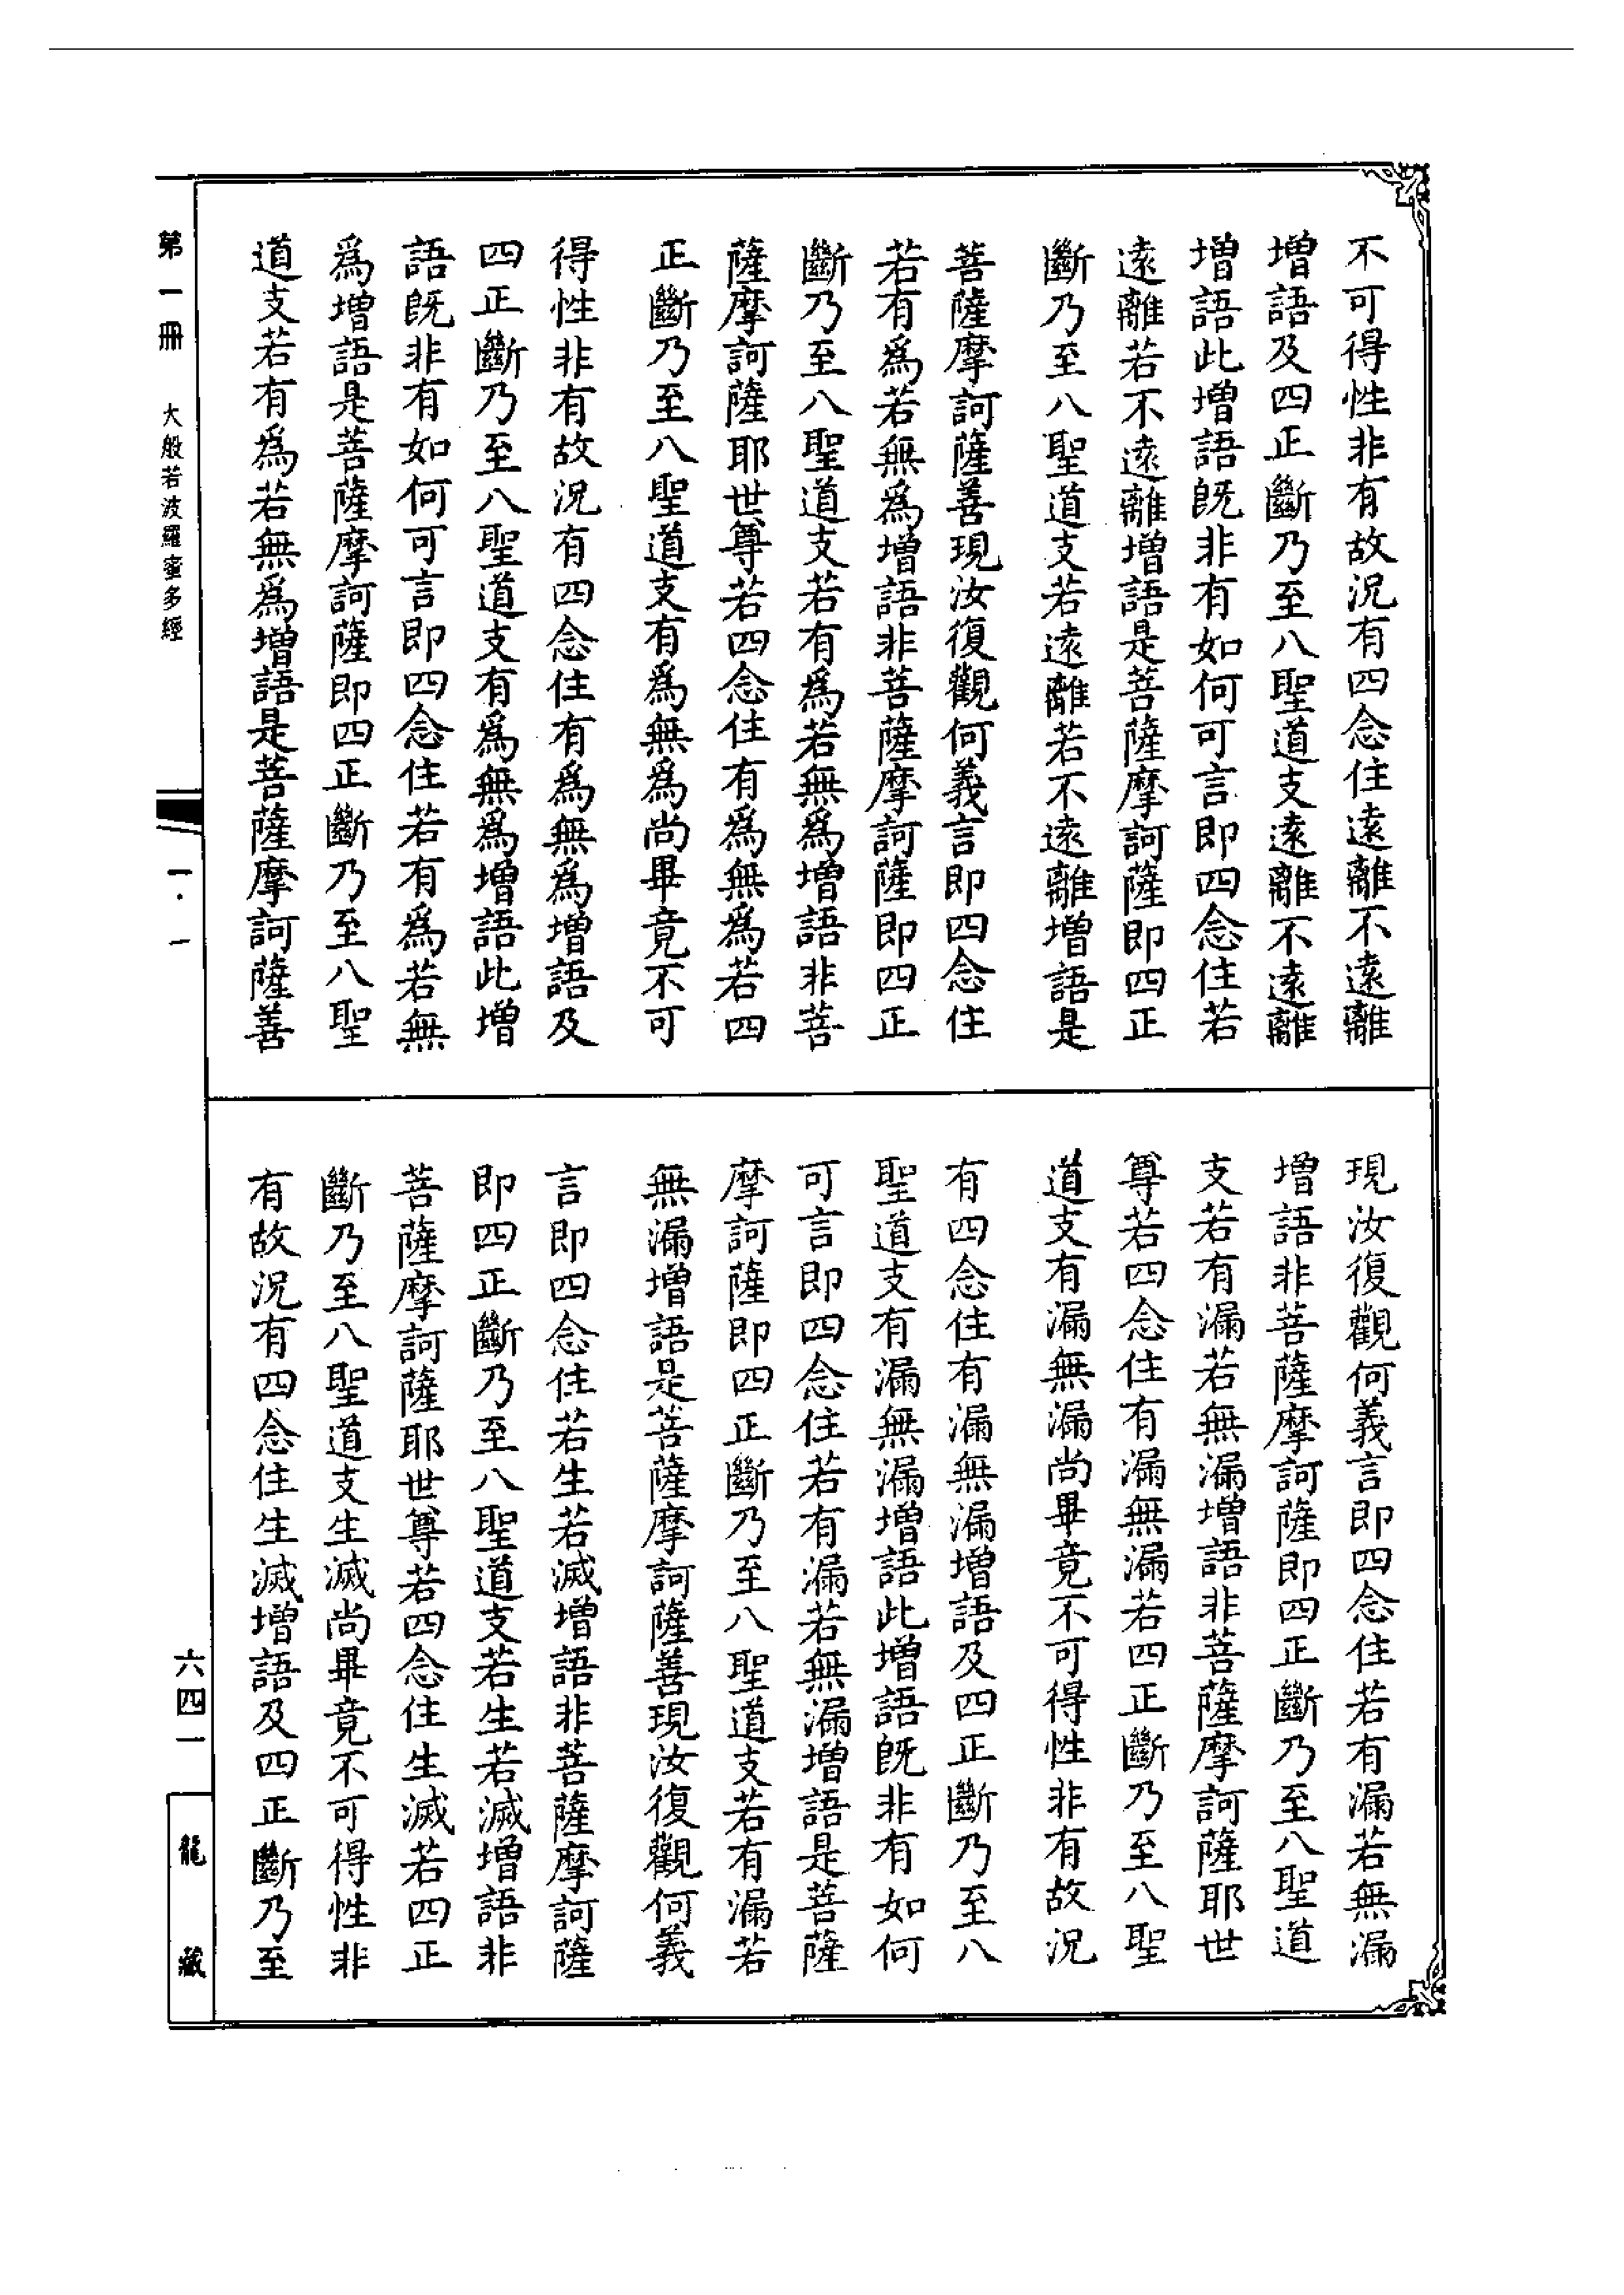 不可得性非有故況有四念住遠離不遠離
增語及四正斷乃至八聖道支遠離不遠離
增語此增語既非有如何可言即四念住若
遠離若不遠離增語是菩薩摩訶薩即四正
斷乃至八聖道支若遠離若不遠離增語是
菩薩摩訶薩善現汝復觀何義言即四念住
若有為若無為增語非菩薩摩訶薩即四正
斷乃至八聖道支若有為若無為增語非菩
薩摩訶薩耶世尊若四念住有為無為若四
正斷乃至八聖道支有為無為尚畢竟不可
得性非有故況有四念住有為無為增語及
四正斷乃至八聖道支有為無為增語此增
語既非有如何可言即四念住若有為若無
為增語是菩薩摩訶薩即四正斷乃至八聖
道支若有為若無為增語是菩薩摩訶薩善
現汝復觀何義言即四念住若有漏若無漏
增語非菩薩摩訶薩即四正斷乃至八聖道
支若有漏若無漏增語非菩薩摩訶薩耶世
尊若四念住有漏無漏若四正斷乃至八聖
道支有漏無漏尚畢竟不可得性非有故況
有四念住有漏無漏增語及四正斷乃至八
聖道支有漏無漏增語此增語既非有如何
可言即四念住若有漏若無漏增語是菩薩
摩訶薩即四正斷乃至八聖道支若有漏若
無漏增語是菩薩摩訶薩善現汝復觀何義
言即四念住若生若滅增語非菩薩摩訶薩
即四正斷乃至八聖道支若生若滅增語非
菩薩摩訶薩耶世尊若四念住生滅若四正
斷乃至八聖道支生滅尚畢竟不可得性非
有故況有四念住生滅增語及四正斷乃至
第一冊 大般若波羅蜜多經
一·一
六四一
龍藏